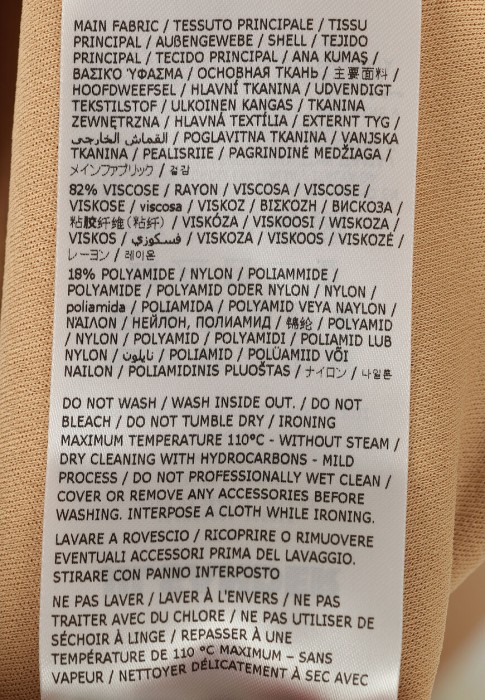 MAIN FABRIC / TESSUTO PRINCIPALE / TISSU
PRINCIPAL / AUßENGEWEBE / SHELL / TEJIDO
PRINCIPAL / TECIDO PRINCIPAL / ANA KUMAŞ /
ΒΑΣΙΚΌ ΎΦΑΣΜΑ / ОСНОВНАЯ ТКАНЬ / 主要面料 /
HOOFDWEEFSEL / HLAVNÍ TKANINA / UDVENDIGT
TEKSTILSTOF / ULKOINEN KANGAS / TKANINA
ZEWNĘTRZNA / HLAVNÁ TEXTÍLIA / EXTERNT TYG /
القماش الخارجي / POGLAVITNA TKANINA / VANJSKA
TKANINA / PEALISRIIE / PAGRINDINĖ MEDŽIAGA /
メインファブリック / 겉감
82% VISCOSE / RAYON / VISCOSA / VISCOSE /
VISKOSE / viscosa / VISKOZ / ΒΙΣΚΟΖΗ / ВИСКОЗА /
粘胶纤维(粘纤) / VISKÓZA / VISKOOSI / WISKOZA /
VISKOS / فسكوزي / VISKOZA / VISKOOS / VISKOZĖ /
レーヨン / 레이온
18% POLYAMIDE / NYLON / POLIAMMIDE /
POLYAMIDE / POLYAMID ODER NYLON / NYLON /
poliamida / POLIAMIDA / POLYAMID VEYA NAYLON /
ΝΆΙΛΟΝ / НЕЙЛОН, ПОЛИАМИД / 锦纶 / POLYAMID
/ NYLON / POLYAMID / POLYAMIDI / POLIAMID LUB
NYLON / نايلون / POLIAMID / POLÜAMIID VÕI
NAILON / POLIAMIDINIS PLUOŠTAS / ナイロン / 나일론
DO NOT WASH / WASH INSIDE OUT. / DO NOT
BLEACH / DO NOT TUMBLE DRY / IRONING
MAXIMUM TEMPERATURE 110°C - WITHOUT STEAM /
DRY CLEANING WITH HYDROCARBONS - MILD
PROCESS / DO NOT PROFESSIONALLY WET CLEAN /
COVER OR REMOVE ANY ACCESSORIES BEFORE
WASHING. INTERPOSE A CLOTH WHILE IRONING.
LAVARE A ROVESCIO / RICOPRIRE O RIMUOVERE
EVENTUALI ACCESSORI PRIMA DEL LAVAGGIO.
STIRARE CON PANNO INTERPOSTO
NE PAS LAVER / LAVER À L'ENVERS / NE PAS
TRAITER AVEC DU CHLORE / NE PAS UTILISER DE
SÉCHOIR À LINGE / REPASSER À UNE
TEMPÉRATURE DE 110 °C MAXIMUM – SANS
VAPEUR / NETTOYER DÉLICATEMENT À SEC AVEC